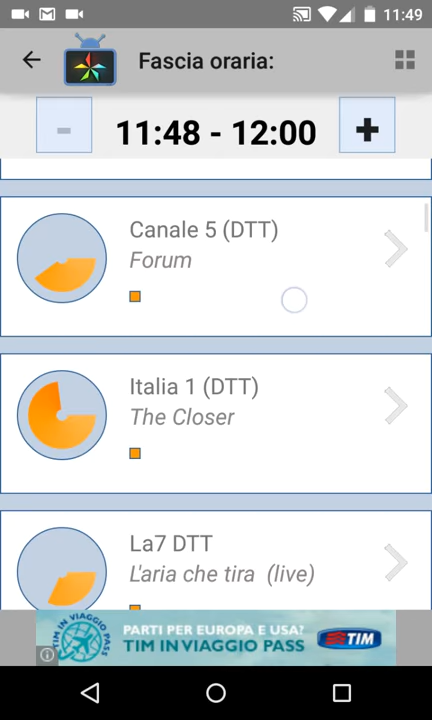 11:49
Fascia oraria:
- 11:48 - 12:00 +
Canale 5 (DTT)
Forum
Italia 1 (DTT)
The Closer
La7 DTT
L'aria che tira (live)
TIM IN VIAGGIO PASS
PARTI PER EUROPA E USA?
TIM IN VIAGGIO PASS
TIM